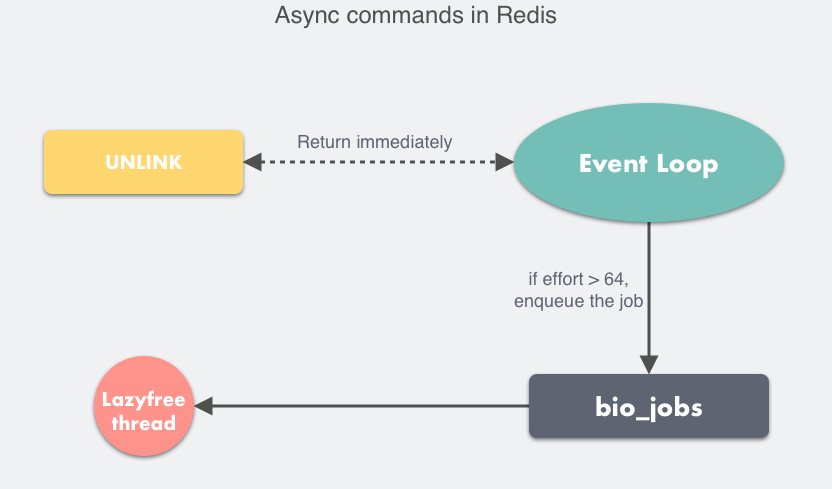 Async commands in Redis
UNLINK
Return immediately
Event Loop
if effort > 64,
enqueue the job
Lazyfree
thread
bio_jobs